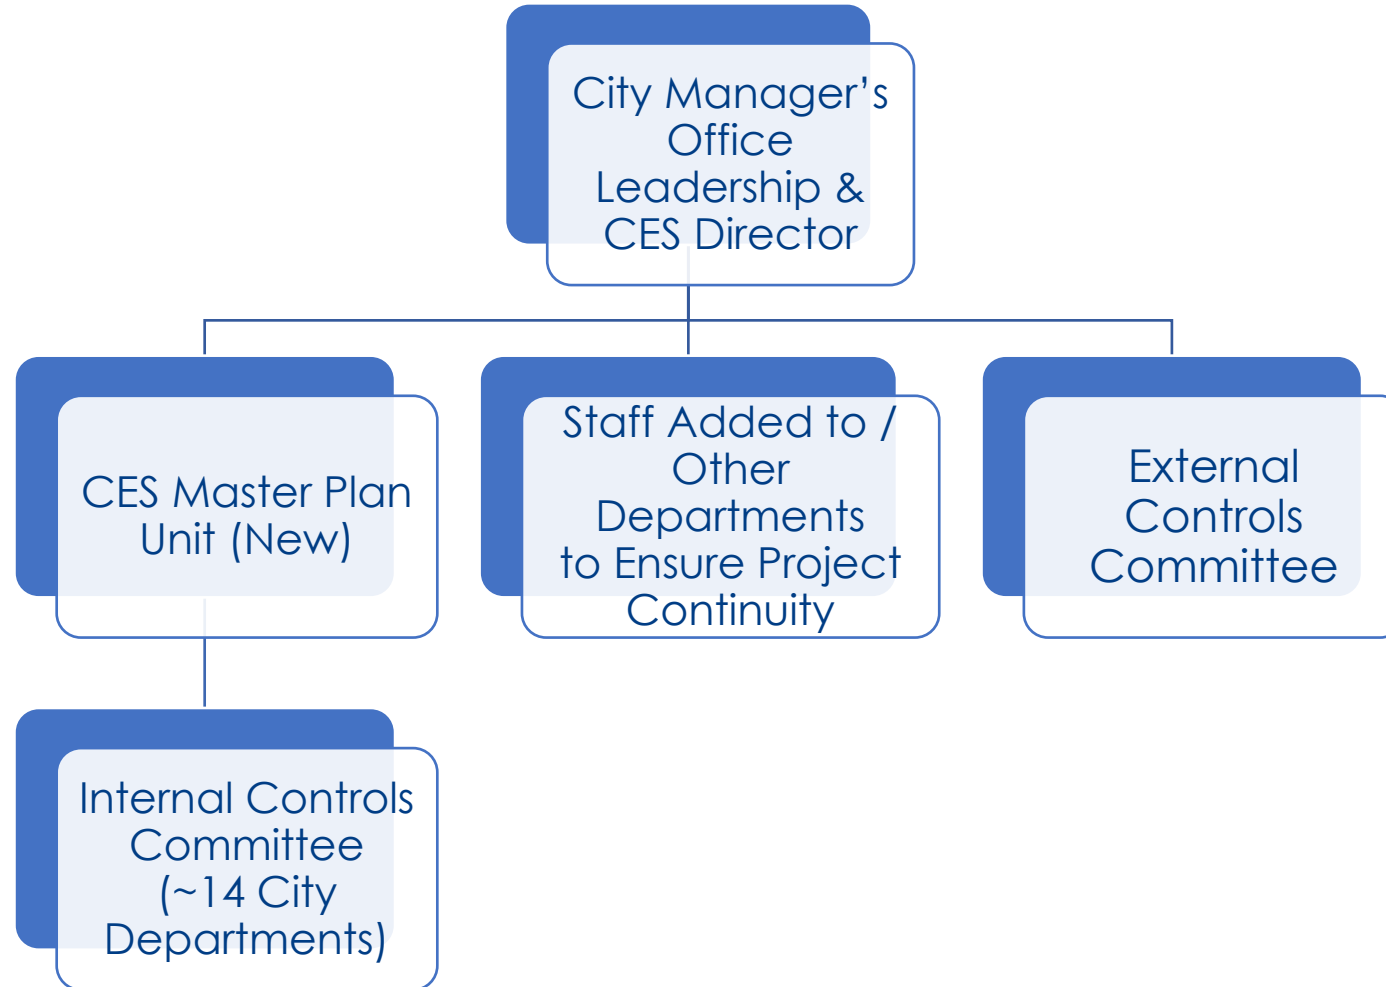 City Manager’s
Office
Leadership &
CES Director
CES Master Plan
Unit (New)
Staff Added to /
Other
Departments
to Ensure Project
Continuity
External
Controls
Committee
Internal Controls
Committee
(~14 City
Departments)